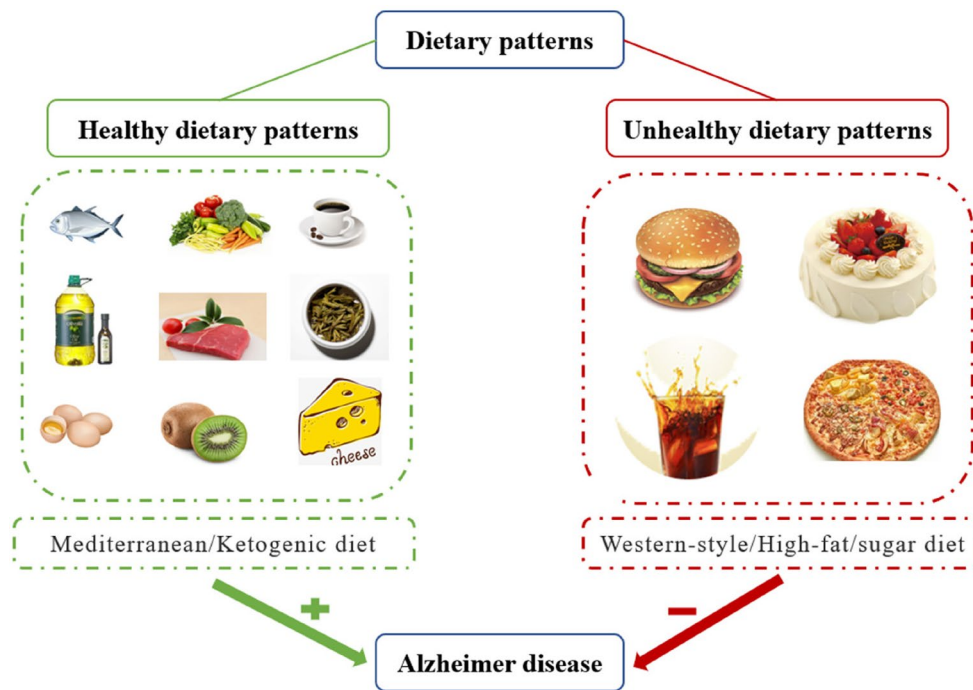 Dietary patterns
Healthy dietary patterns
Unhealthy dietary patterns
cheese
Mediterranean/Ketogenic diet
Western-style/High-fat/sugar diet
+
−
Alzheimer disease